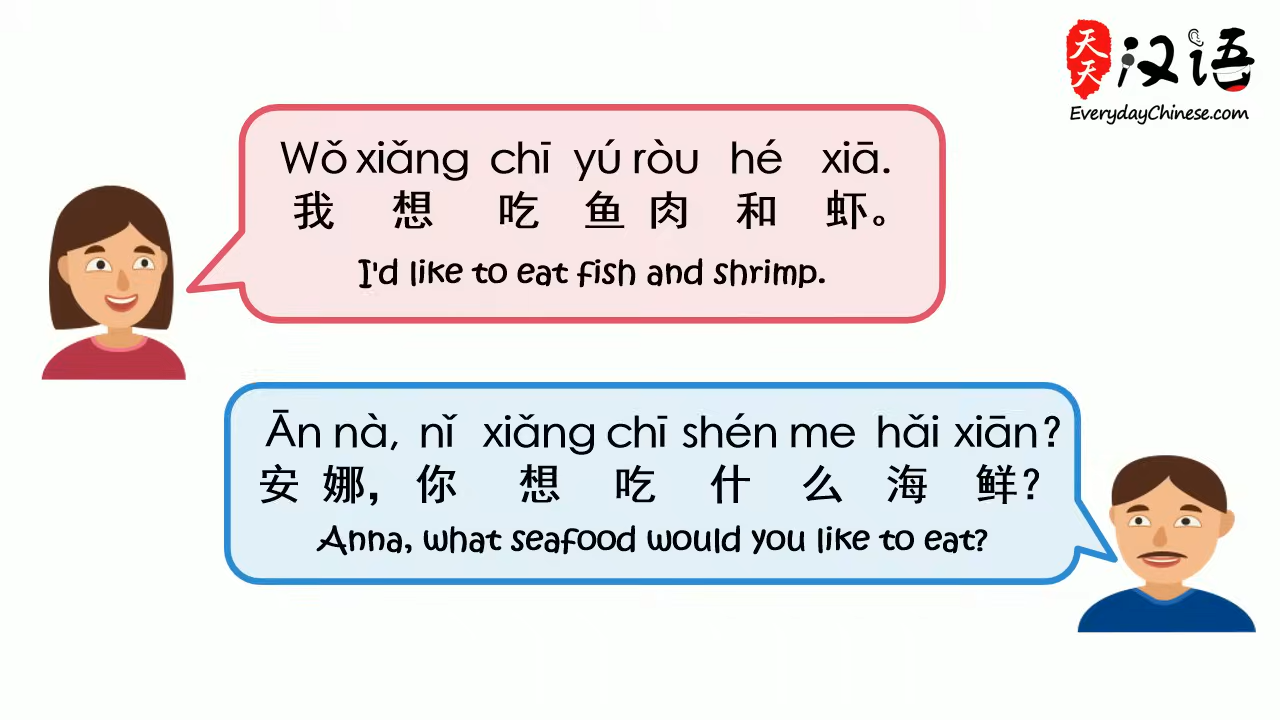 天天汉语
EverydayChinese.com
Wǒ xiǎng chī yú ròu hé xiā.
我 想 吃 鱼 肉 和 虾。
I'd like to eat fish and shrimp.
Ān nà, nǐ xiǎng chī shén me hǎi xiān?
安 娜，你 想 吃 什 么 海 鲜？
Anna, what seafood would you like to eat?